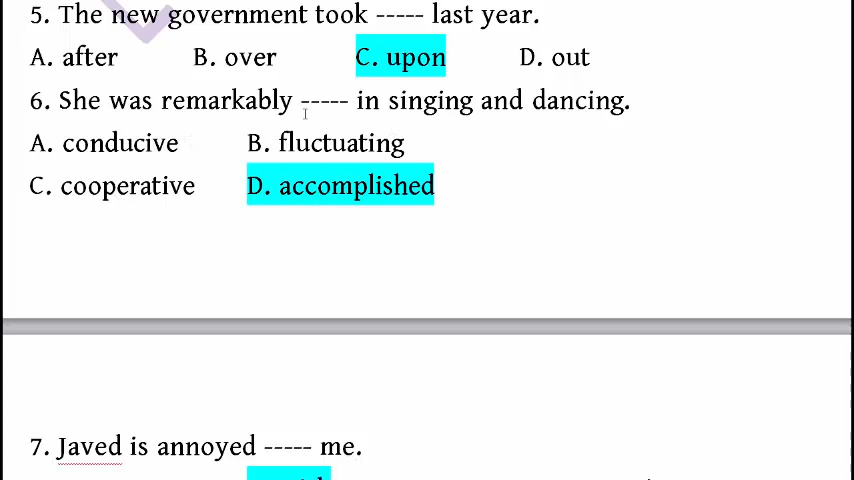 5. The new government took ----- last year.
A. after B. over C. upon D. out
6. She was remarkably ----- in singing and dancing.
A. conducive B. fluctuating
C. cooperative D. accomplished
7. Javed is annoyed ----- me.